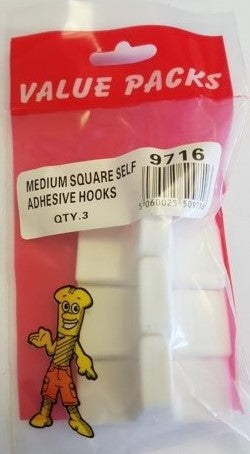 VALUE PACKS
9716
MEDIUM SQUARE SELF
ADHESIVE HOOKS
QTY.3